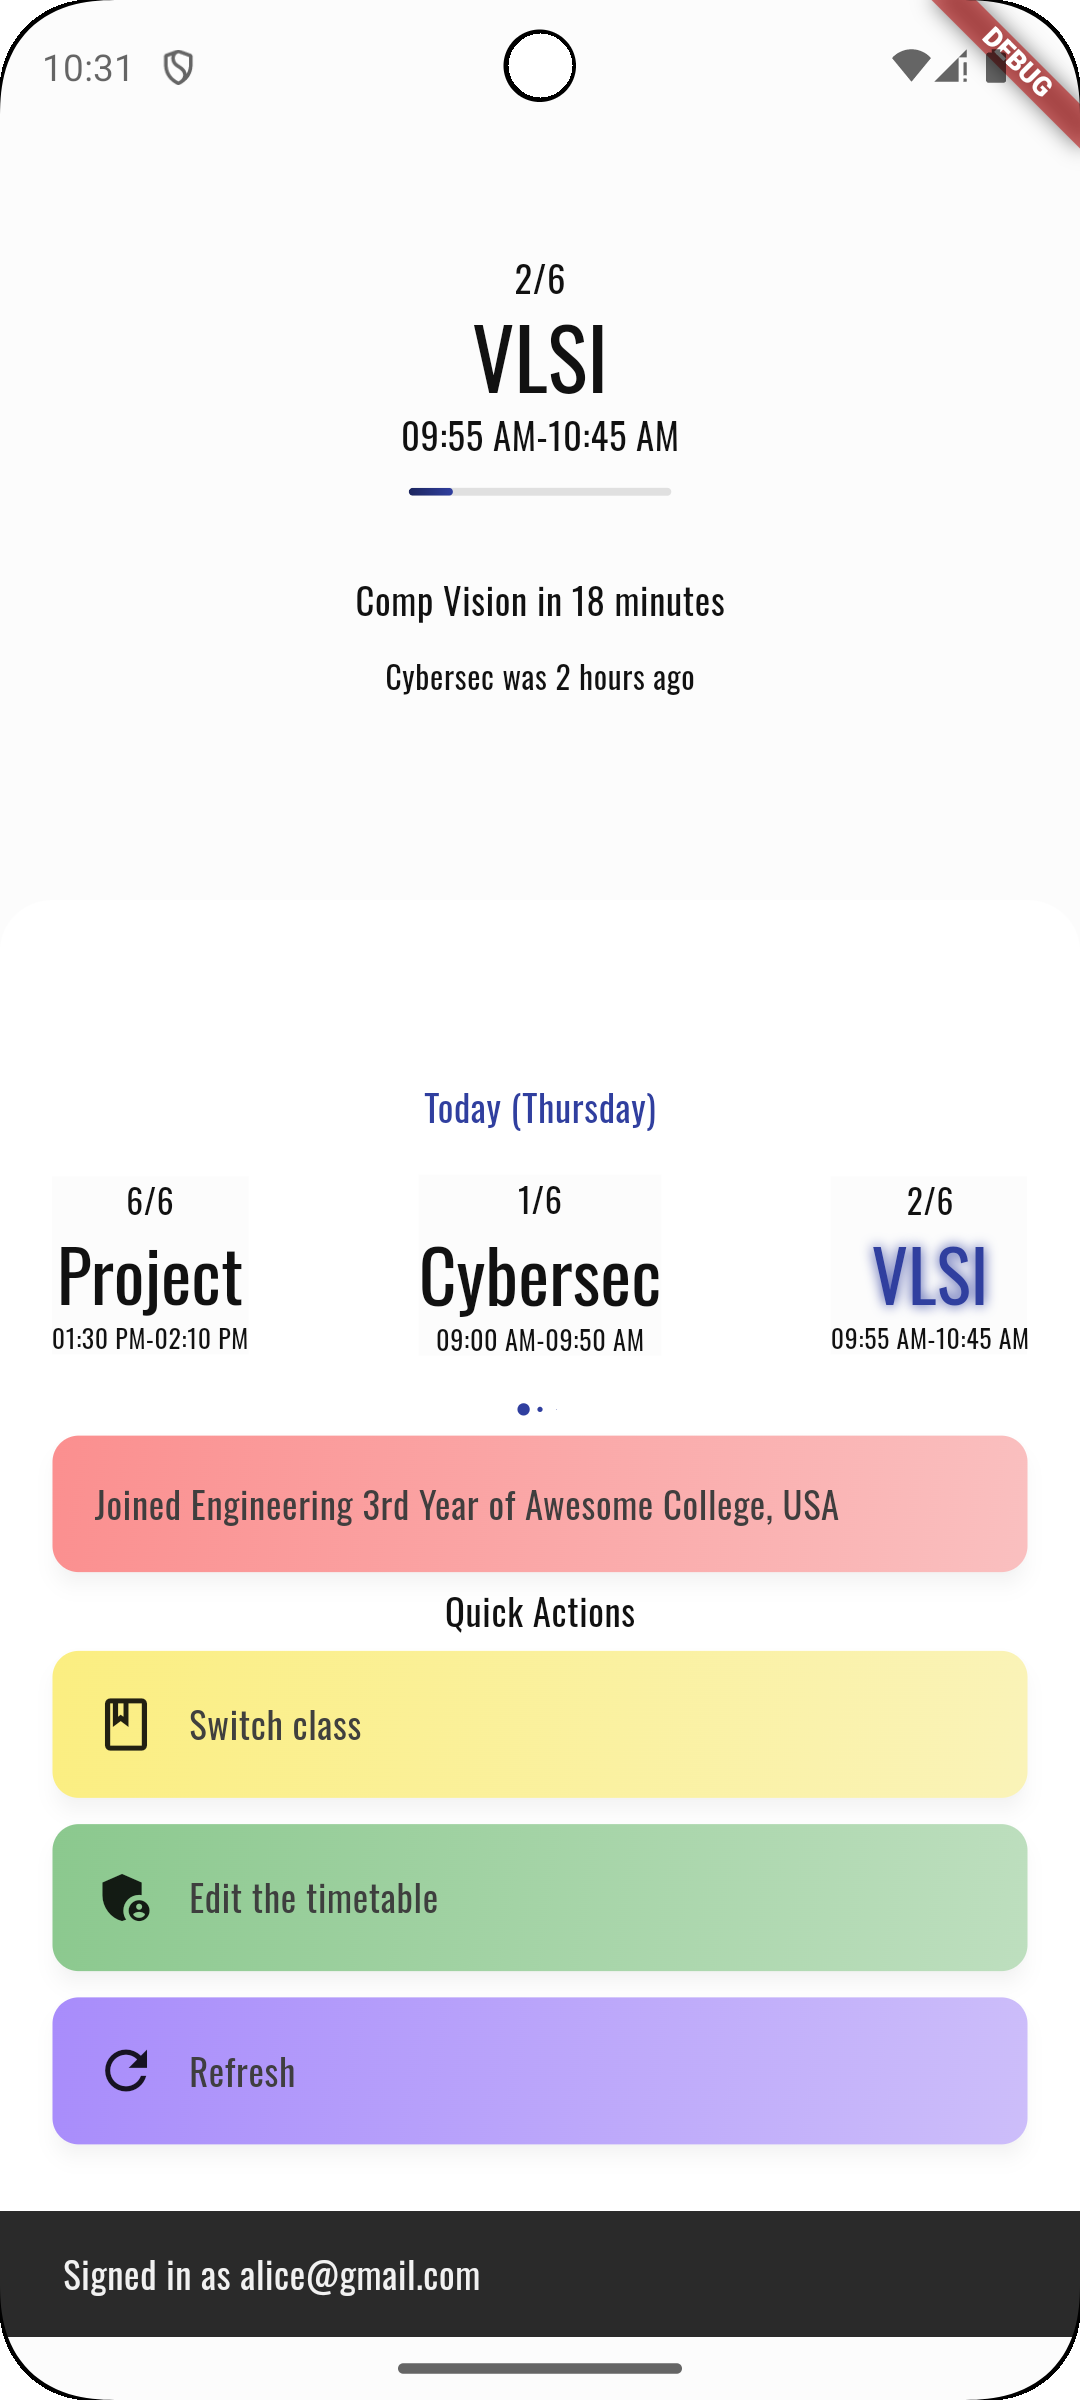 10:31
DEBUG
2/6
VLSI
09:55 AM-10:45 AM
Comp Vision in 18 minutes
Cybersec was 2 hours ago
Today (Thursday)
6/6
Project
01:30 PM-02:10 PM
1/6
Cybersec
09:00 AM-09:50 AM
2/6
VLSI
09:55 AM-10:45 AM
Joined Engineering 3rd Year of Awesome College, USA
Quick Actions
Switch class
Edit the timetable
Refresh
Signed in as alice@gmail.com